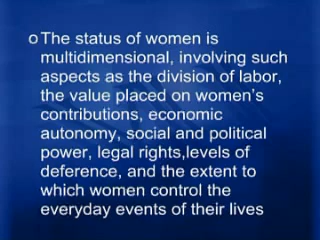 o The status of women is
multidimensional, involving such
aspects as the division of labor,
the value placed on women's
contributions, economic
autonomy, social and political
power, legal rights,levels of
deference, and the extent to
which women control the
everyday events of their lives